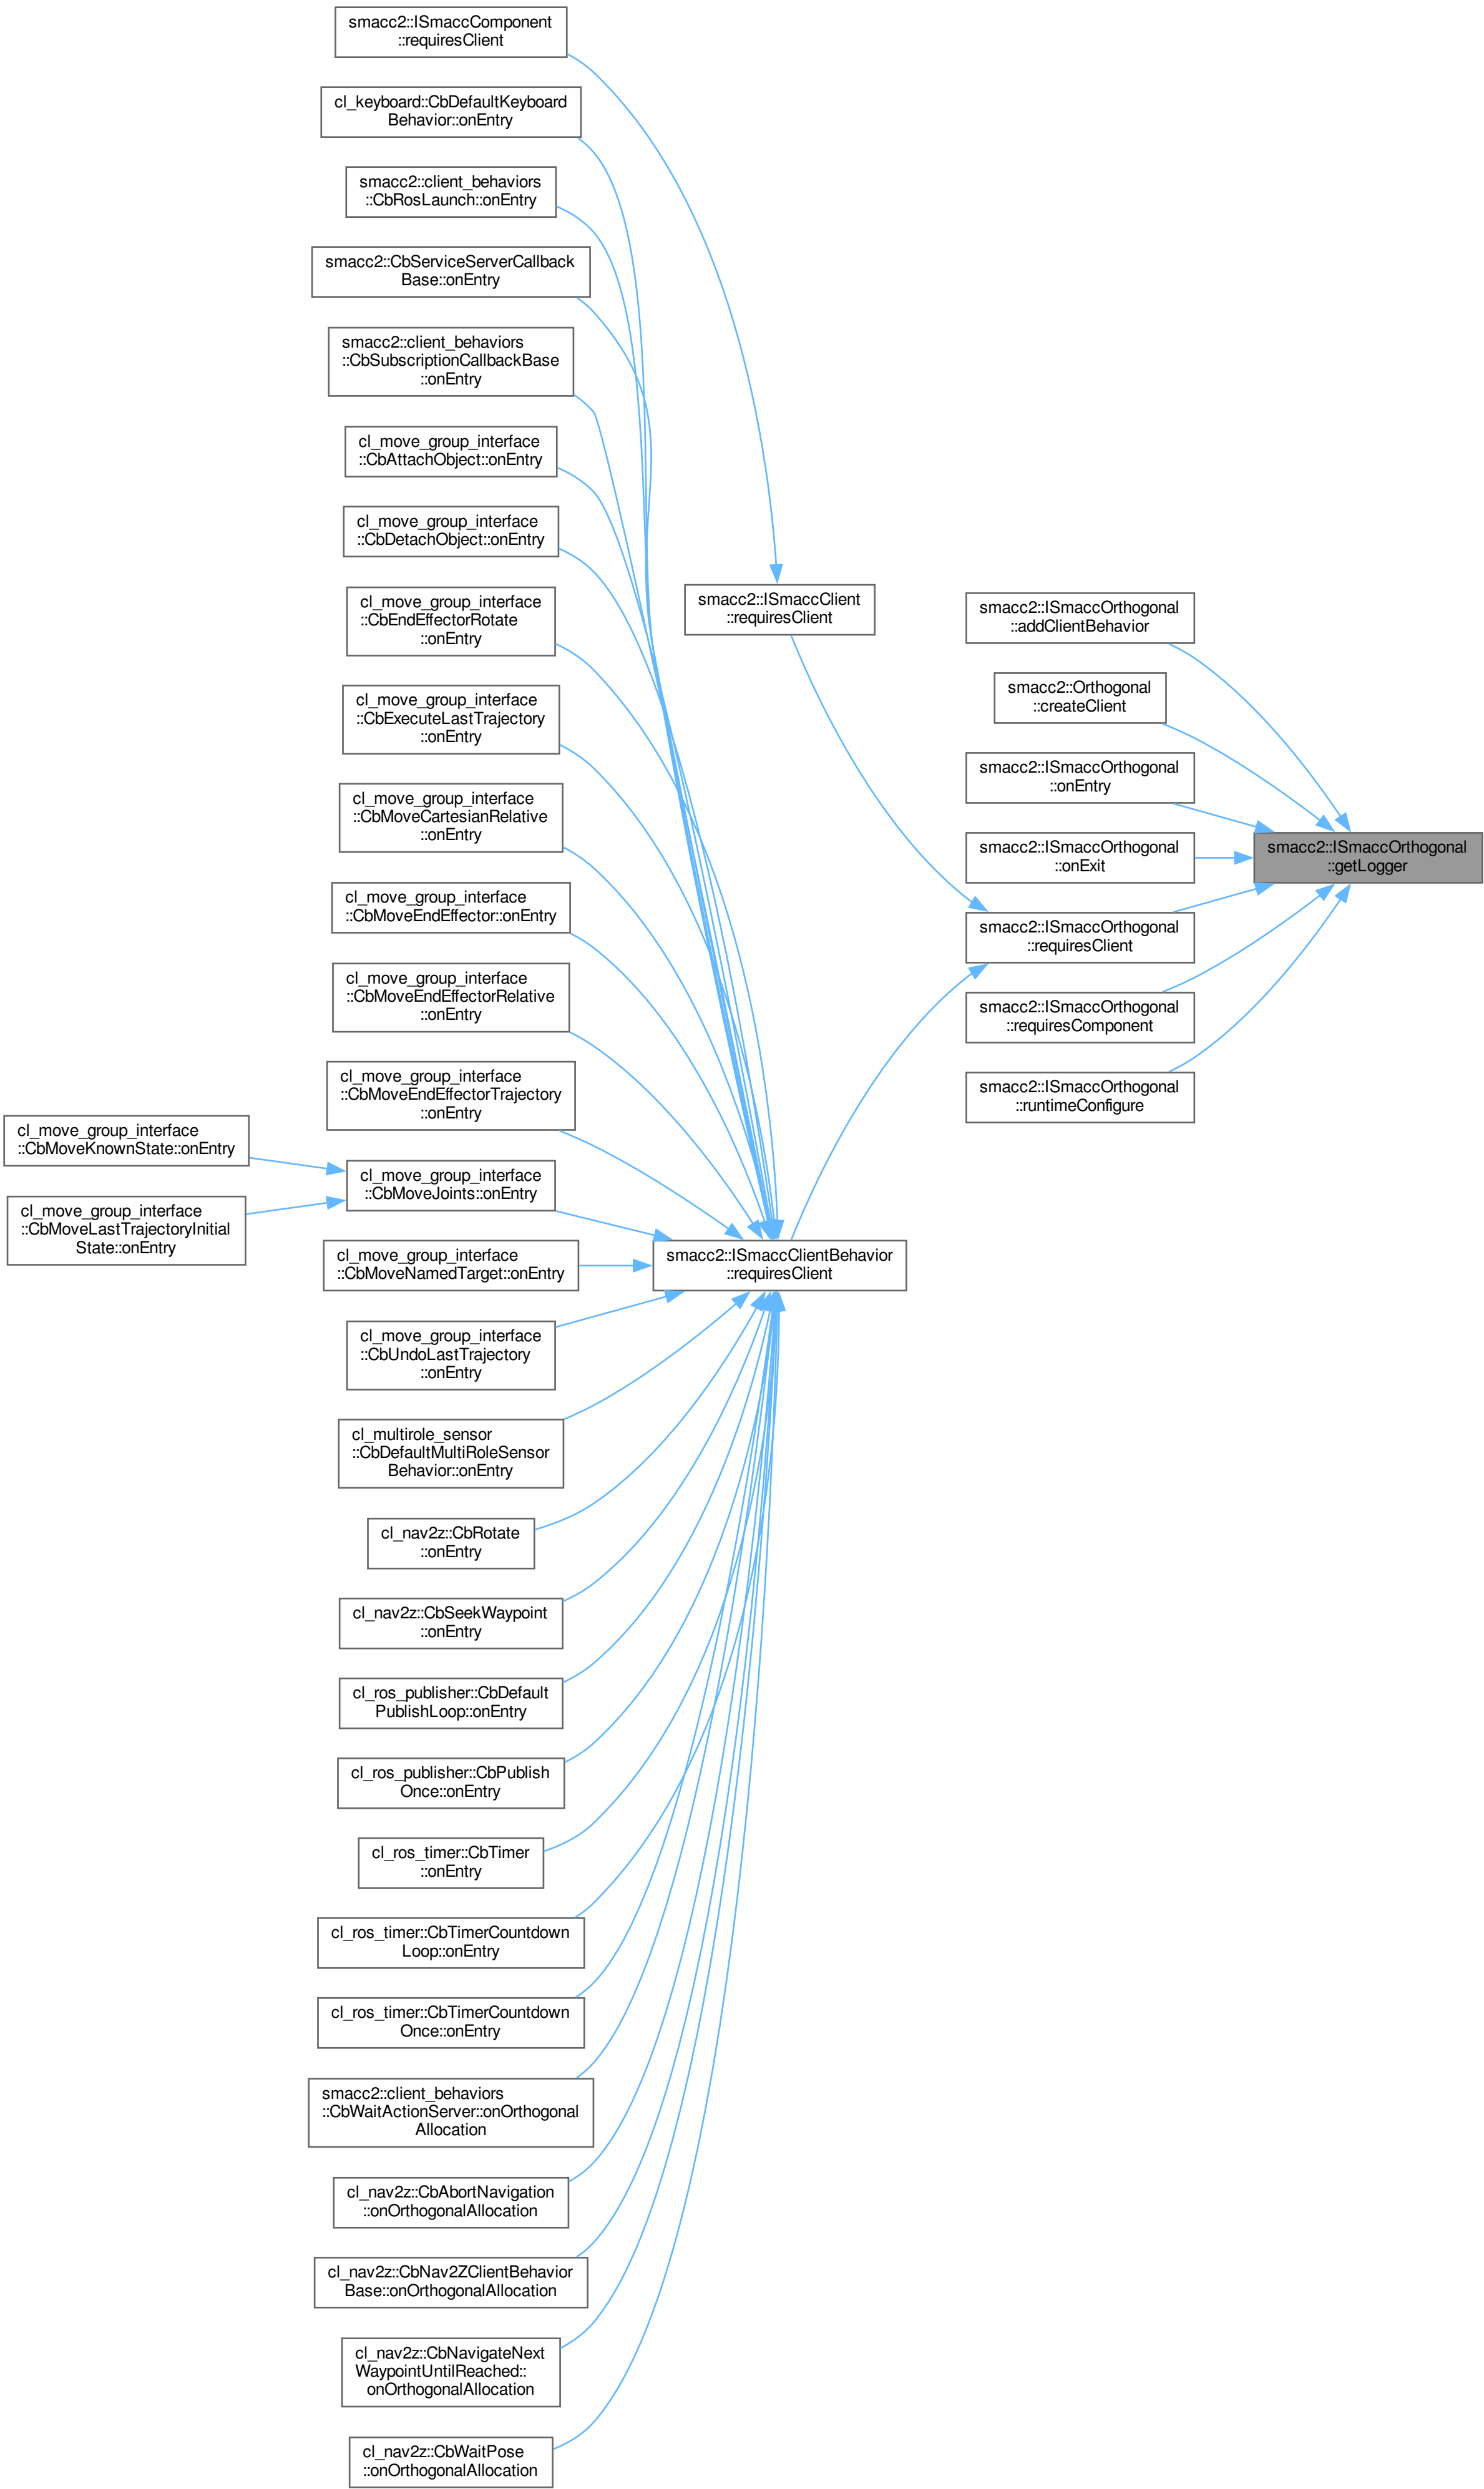 smacc2::ISmaccComponent
::requiresClient
cl_keyboard::CbDefaultKeyboard
Behavior::onEntry
smacc2::client_behaviors
::CbRosLaunch::onEntry
smacc2::CbServiceServerCallback
Base::onEntry
smacc2::client_behaviors
::CbSubscriptionCallbackBase
::onEntry
cl_move_group_interface
::CbAttachObject::onEntry
cl_move_group_interface
::CbDetachObject::onEntry
cl_move_group_interface
::CbEndEffectorRotate
::onEntry
cl_move_group_interface
::CbExecuteLastTrajectory
::onEntry
cl_move_group_interface
::CbMoveCartesianRelative
::onEntry
cl_move_group_interface
::CbMoveEndEffector::onEntry
cl_move_group_interface
::CbMoveEndEffectorRelative
::onEntry
cl_move_group_interface
::CbMoveEndEffectorTrajectory
::onEntry
cl_move_group_interface
::CbMoveKnownState::onEntry
cl_move_group_interface
::CbMoveLastTrajectoryInitial
State::onEntry
cl_move_group_interface
::CbMoveJoints::onEntry
cl_move_group_interface
::CbMoveNamedTarget::onEntry
cl_move_group_interface
::CbUndoLastTrajectory
::onEntry
cl_multirole_sensor
::CbDefaultMultiRoleSensor
Behavior::onEntry
cl_nav2z::CbRotate
::onEntry
cl_nav2z::CbSeekWaypoint
::onEntry
cl_ros_publisher::CbDefault
PublishLoop::onEntry
cl_ros_publisher::CbPublish
Once::onEntry
cl_ros_timer::CbTimer
::onEntry
cl_ros_timer::CbTimerCountdown
Loop::onEntry
cl_ros_timer::CbTimerCountdown
Once::onEntry
smacc2::client_behaviors
::CbWaitActionServer::onOrthogonal
Allocation
cl_nav2z::CbAbortNavigation
::onOrthogonalAllocation
cl_nav2z::CbNav2ZClientBehavior
Base::onOrthogonalAllocation
cl_nav2z::CbNavigateNext
WaypointUntilReached::
onOrthogonalAllocation
cl_nav2z::CbWaitPose
::onOrthogonalAllocation
smacc2::ISmaccClient
::requiresClient
smacc2::ISmaccClientBehavior
::requiresClient
smacc2::ISmaccOrthogonal
::addClientBehavior
smacc2::Orthogonal
::createClient
smacc2::ISmaccOrthogonal
::onEntry
smacc2::ISmaccOrthogonal
::onExit
smacc2::ISmaccOrthogonal
::requiresClient
smacc2::ISmaccOrthogonal
::requiresComponent
smacc2::ISmaccOrthogonal
::runtimeConfigure
smacc2::ISmaccOrthogonal
::getLogger